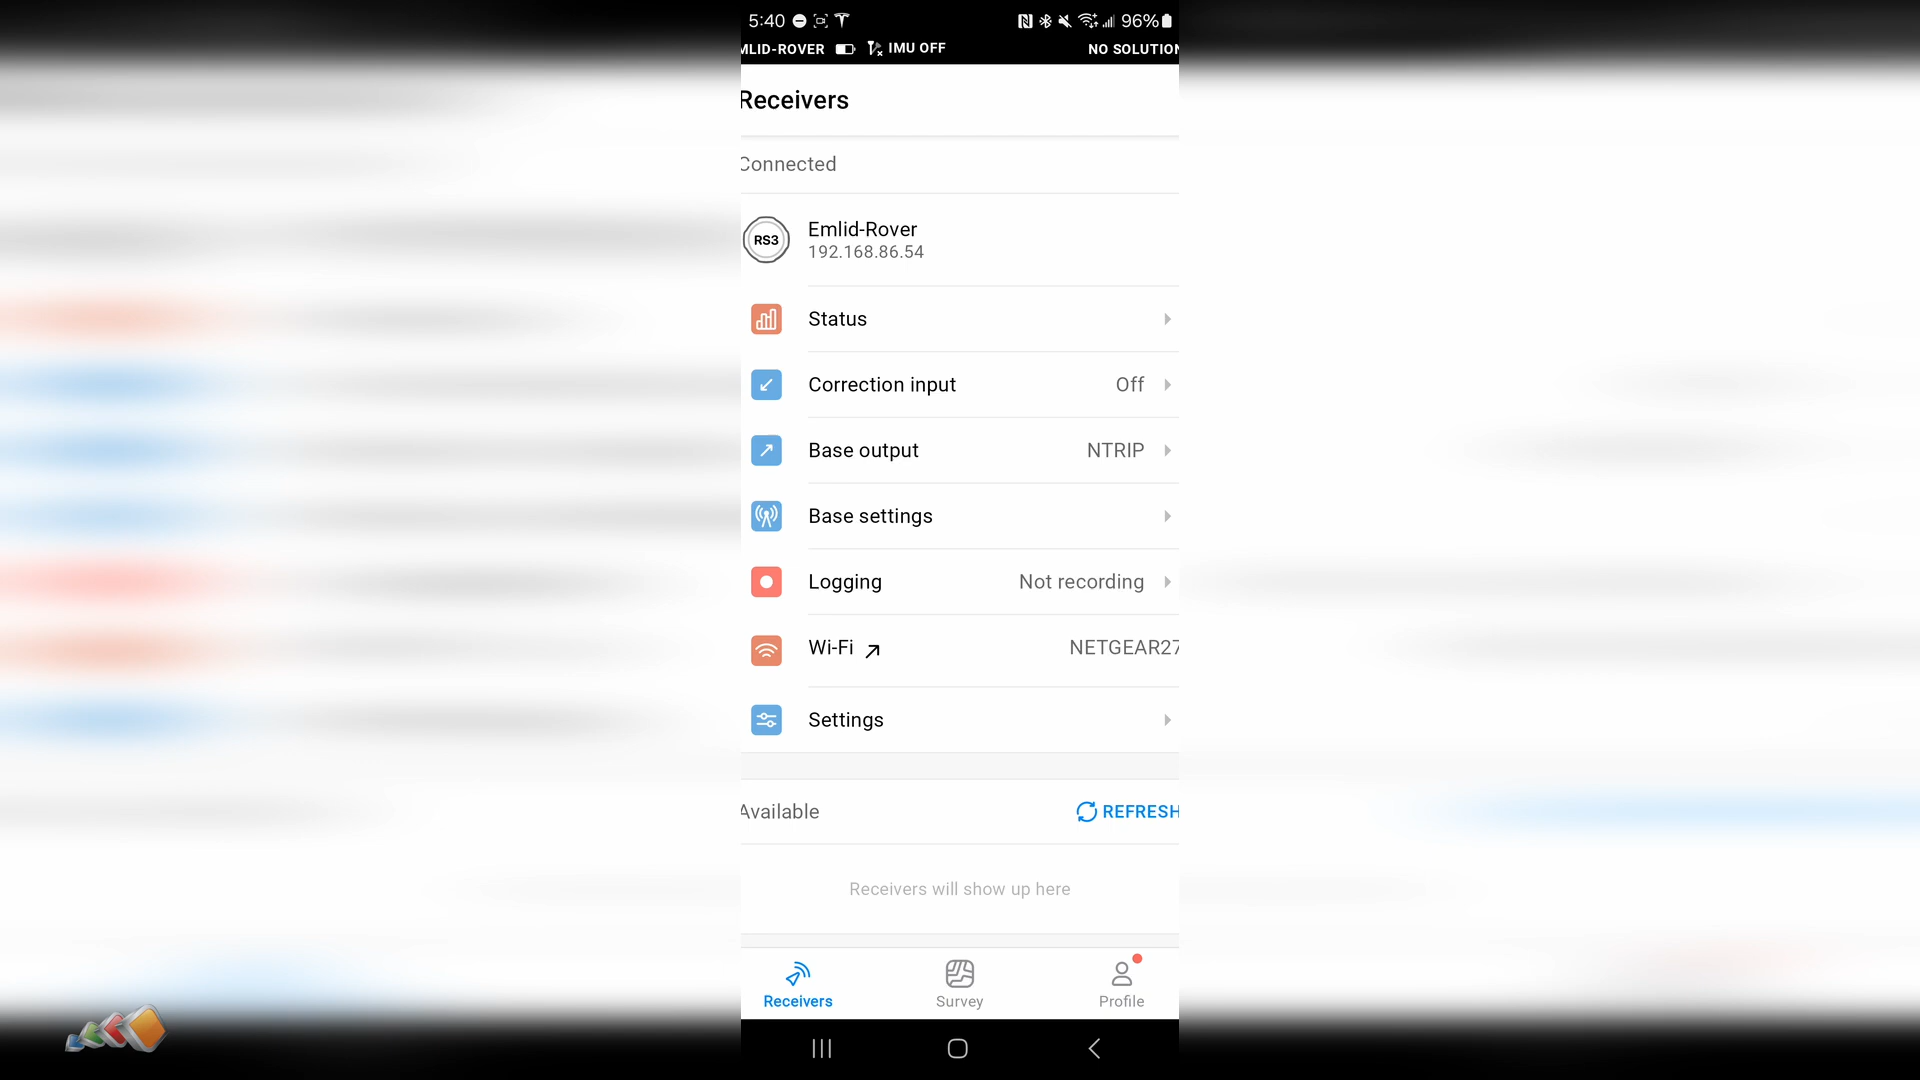 5:40 96%
MLID-ROVER IMU OFF NO SOLUTION
Receivers
Connected
RS3
Emlid-Rover
192.168.86.54
Status
Correction input Off
Base output NTRIP
Base settings
Logging Not recording
Wi-Fi NETGEAR27
Settings
Available REFRESH
Receivers will show up here
Receivers Survey Profile